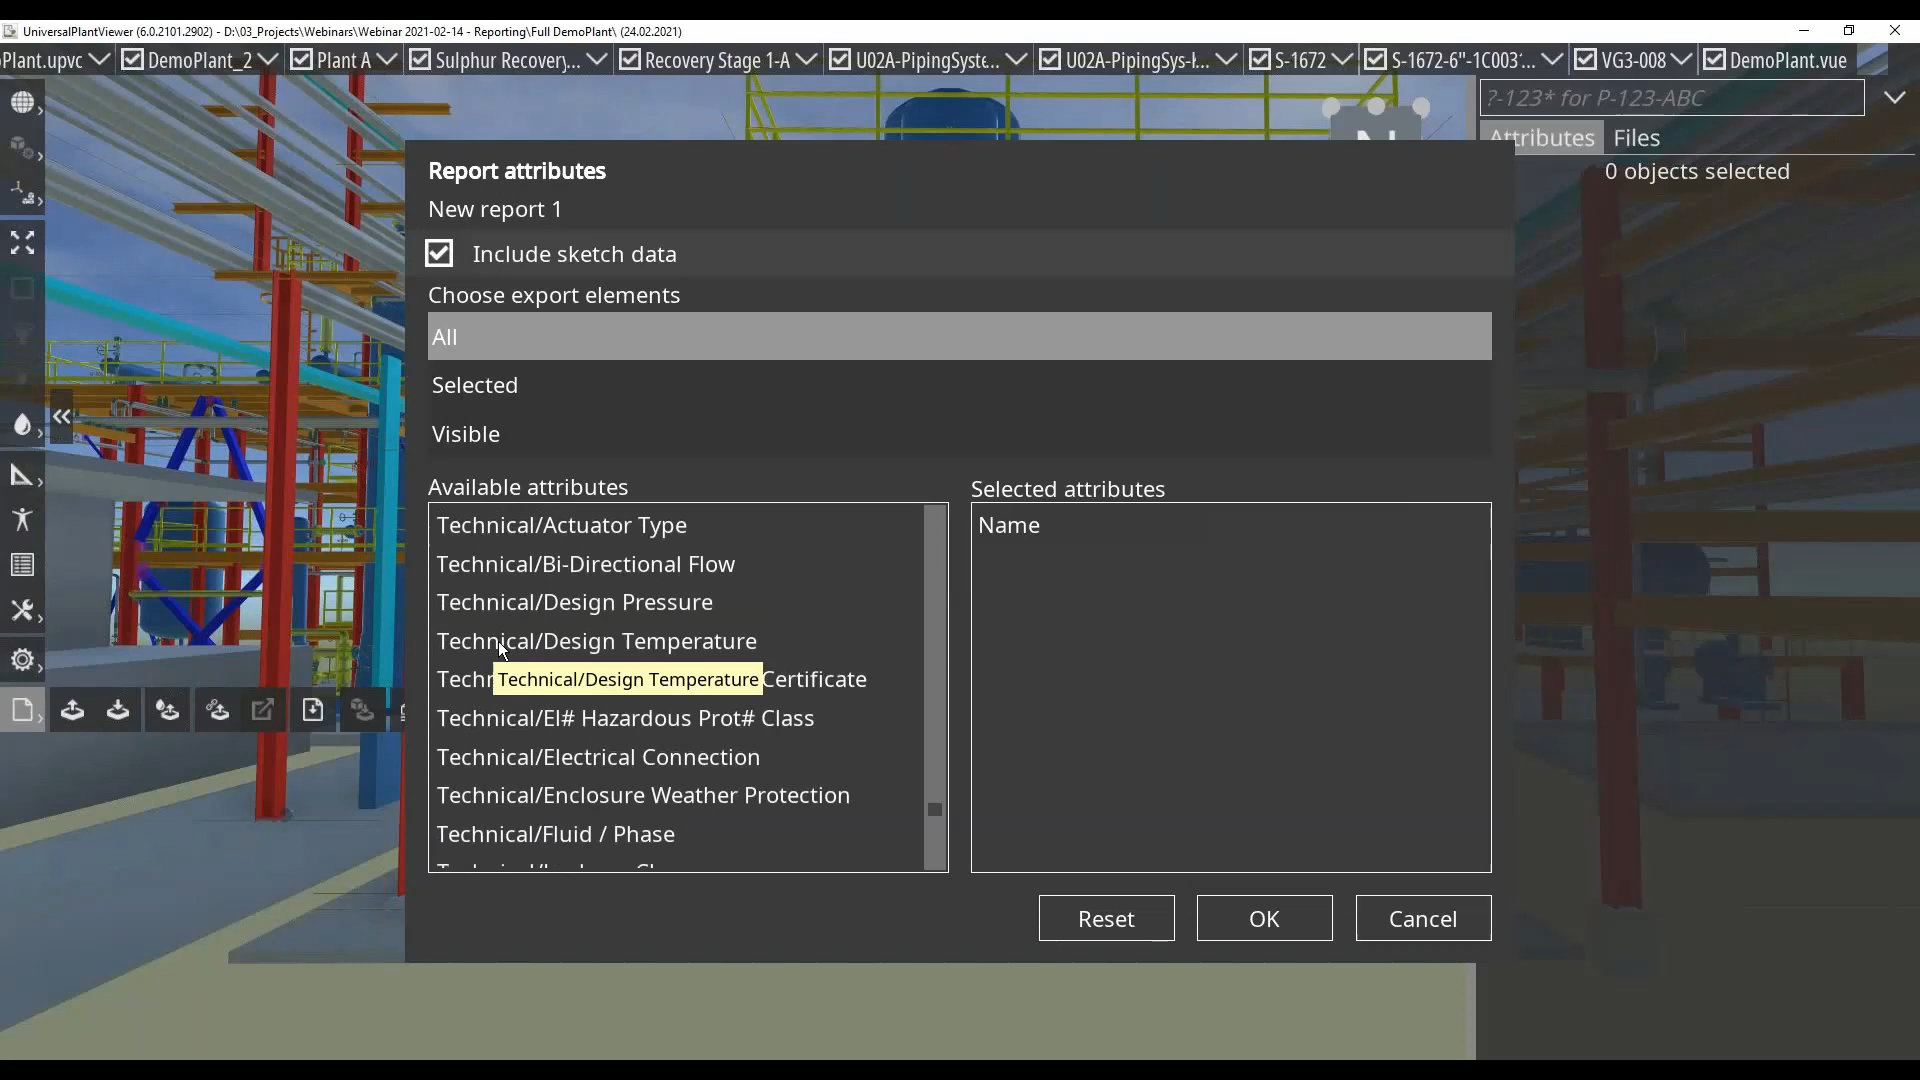 UniversalPlantViewer (6.0.2101.2902) - D:\03_Projects\Webinars\Webinar 2021-02-14 - Reporting\Full DemoPlant\ (24.02.2021)
Plant.upvc DemoPlant_2 Plant A Sulphur Recovery... Recovery Stage 1-A U02A-PipingSyste... U02A-PipingSys-I... S-1672 S-1672-6"-1C003'... VG3-008 DemoPlant.vue
?-123* for P-123-ABC
Attributes Files
0 objects selected
N
Report attributes
New report 1
Include sketch data
Choose export elements
All
Selected
Visible
Available attributes
Technical/Actuator Type
Technical/Bi-Directional Flow
Technical/Design Pressure
Technical/Design Temperature
Techr Technical/Design Temperature Certificate
Technical/El# Hazardous Prot# Class
Technical/Electrical Connection
Technical/Enclosure Weather Protection
Technical/Fluid / Phase
Selected attributes
Name
Reset OK Cancel